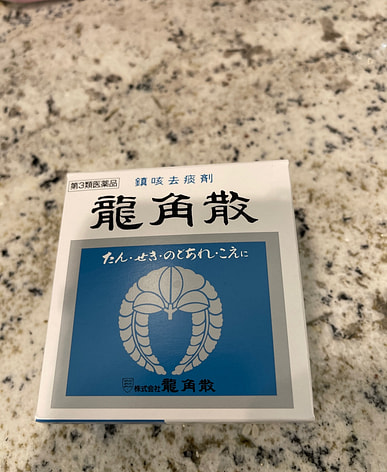 第3類医薬品
鎮咳去痰剤
龍角散
たん・せき・のどあれ・こえに
株式会社 龍角散